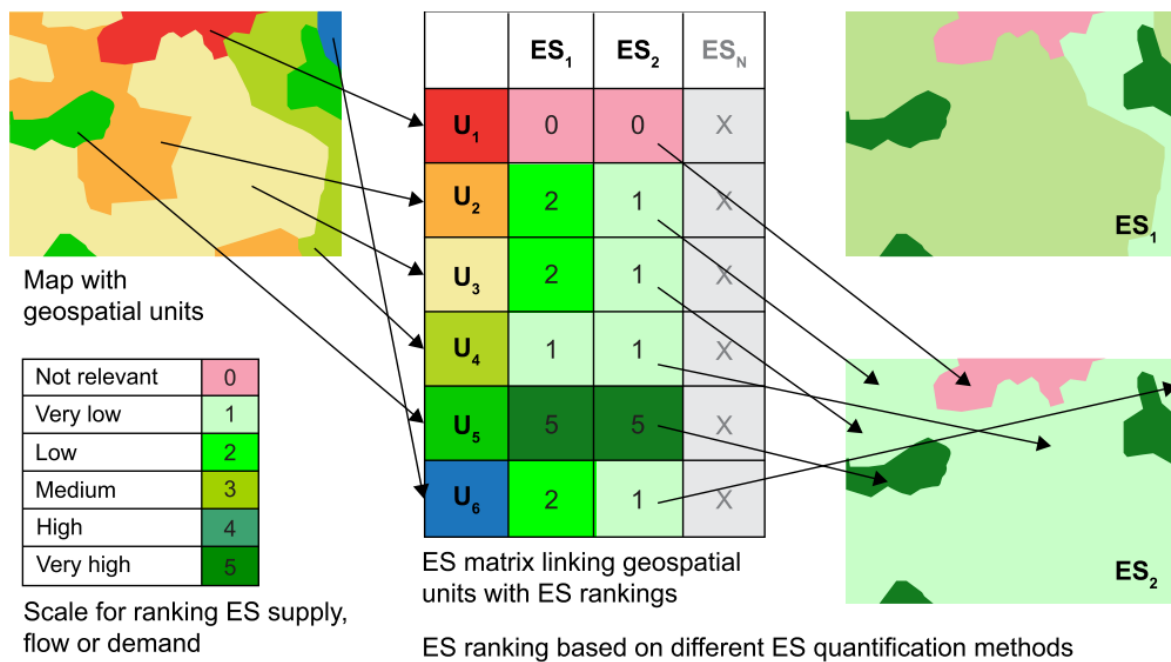 ES1 ES2 ESN
U1 0 0 X
U2 2 1 X
U3 2 1 X
U4 1 1 X
U5 5 5 X
U6 2 1 X
Map with
geospatial units
Not relevant 0
Very low 1
Low 2
Medium 3
High 4
Very high 5
Scale for ranking ES supply,
flow or demand
ES matrix linking geospatial
units with ES rankings
ES ranking based on different ES quantification methods
ES1
ES2